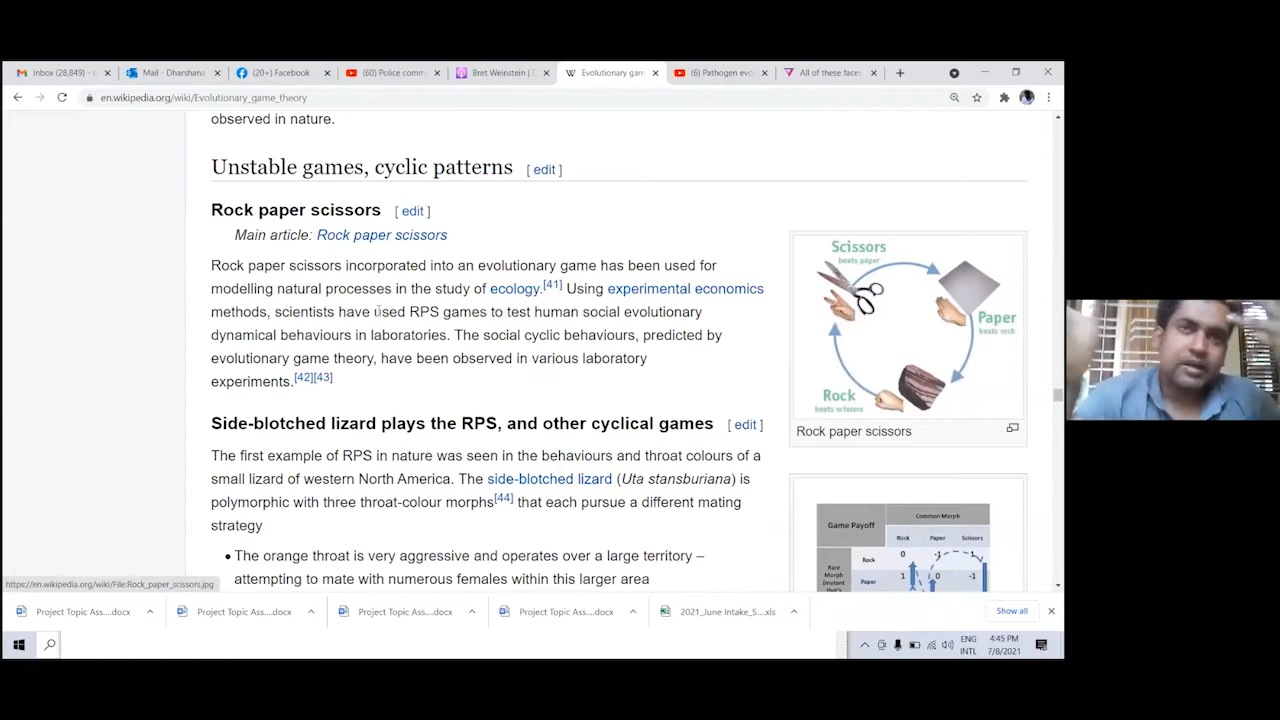 Inbox (28,849) -
Mail - Dharshana
(20+) Facebook
(60) Police comm
Bret Weinstein |
Evolutionary gam
(6) Pathogen evo
All of these faces
en.wikipedia.org/wiki/Evolutionary_game_theory
observed in nature.
Unstable games, cyclic patterns [ edit ]
Rock paper scissors [ edit ]
Main article: Rock paper scissors
Rock paper scissors incorporated into an evolutionary game has been used for
modelling natural processes in the study of ecology.[41] Using experimental economics
methods, scientists have used RPS games to test human social evolutionary
dynamical behaviours in laboratories. The social cyclic behaviours, predicted by
evolutionary game theory, have been observed in various laboratory
experiments.[42][43]
Scissors
beats paper
Paper
beats rock
Rock
beats scissors
Rock paper scissors
Side-blotched lizard plays the RPS, and other cyclical games [ edit ]
The first example of RPS in nature was seen in the behaviours and throat colours of a
small lizard of western North America. The side-blotched lizard (Uta stansburiana) is
polymorphic with three throat-colour morphs[44] that each pursue a different mating
strategy
• The orange throat is very aggressive and operates over a large territory –
attempting to mate with numerous females within this larger area
Game Payoff
Common Morph
Rock Paper Scissors
Rare
Morph (mutant
Rock 0 -1 1
Paper 1 0 -1
https://en.wikipedia.org/wiki/File:Rock_paper_scissors.jpg
Project Topic Ass....docx
Project Topic Ass....docx
Project Topic Ass....docx
Project Topic Ass....docx
2021_June Intake_S....xls
Show all
ENG
INTL
4:45 PM
7/8/2021